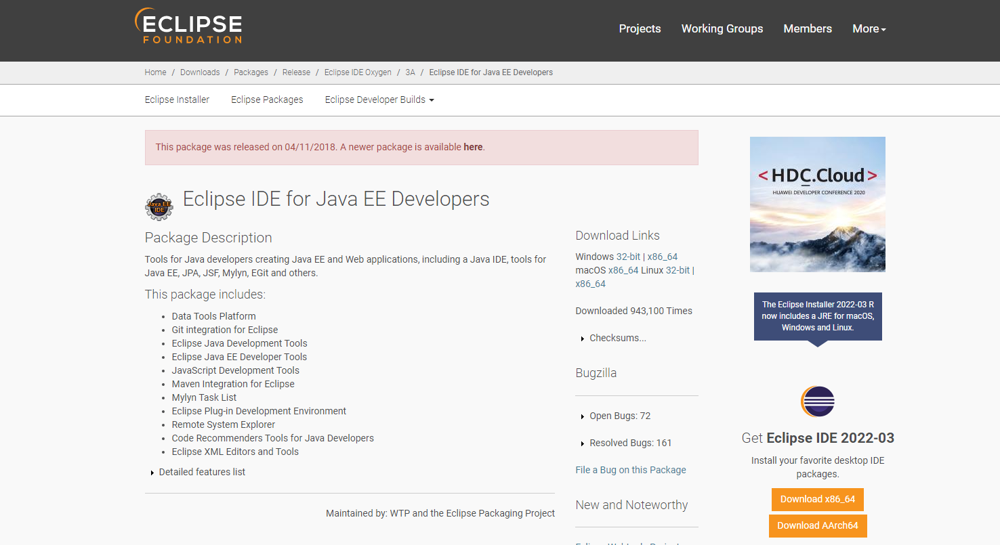 ECLIPSE
FOUNDATION
Projects Working Groups Members More
Home / Downloads / Packages / Release / Eclipse IDE Oxygen / 3A / Eclipse IDE for Java EE Developers
Eclipse Installer Eclipse Packages Eclipse Developer Builds
This package was released on 04/11/2018. A newer package is available here.
Java EE
IDE
Eclipse IDE for Java EE Developers
Package Description
Tools for Java developers creating Java EE and Web applications, including a Java IDE, tools for
Java EE, JPA, JSF, Mylyn, EGit and others.
This package includes:
• Data Tools Platform
• Git integration for Eclipse
• Eclipse Java Development Tools
• Eclipse Java EE Developer Tools
• JavaScript Development Tools
• Maven Integration for Eclipse
• Mylyn Task List
• Eclipse Plug-in Development Environment
• Remote System Explorer
• Code Recommenders Tools for Java Developers
• Eclipse XML Editors and Tools
Detailed features list
Maintained by: WTP and the Eclipse Packaging Project
Download Links
Windows 32-bit | x86_64
macOS x86_64 Linux 32-bit |
x86_64
Downloaded 943,100 Times
Checksums...
Bugzilla
Open Bugs: 72
Resolved Bugs: 161
File a Bug on this Package
New and Noteworthy
<HDC.Cloud>
HUAWEI DEVELOPER CONFERENCE 2020
The Eclipse Installer 2022-03 R
now includes a JRE for macOS,
Windows and Linux.
Get Eclipse IDE 2022-03
Install your favorite desktop IDE
packages.
Download x86_64
Download AArch64